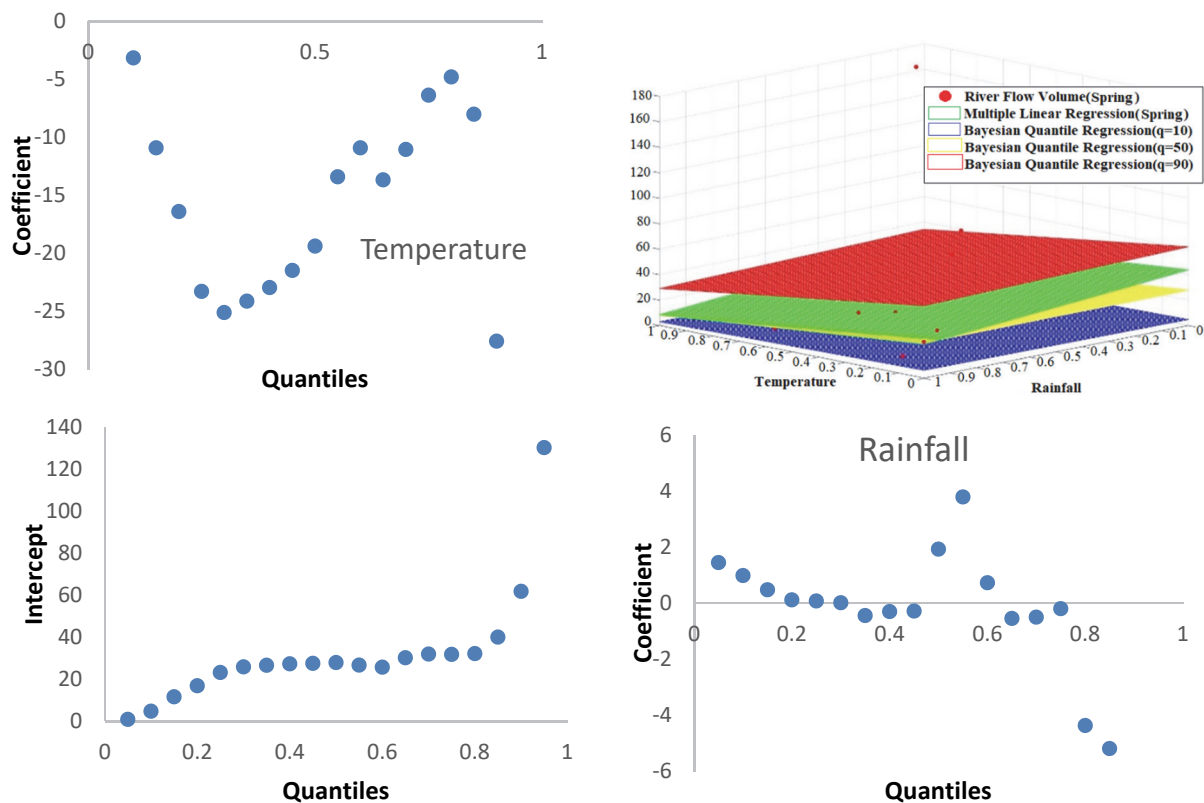 0
-5
-10
-15
-20
-25
-30
0 0.5 1
Coefficient
Temperature
Quantiles
180
160
140
120
100
80
60
40
20
0
River Flow Volume(Spring)
Multiple Linear Regression(Spring)
Bayesian Quantile Regression(q=10)
Bayesian Quantile Regression(q=50)
Bayesian Quantile Regression(q=90)
1 0.9 0.8 0.7 0.6 0.5 0.4 0.3 0.2 0.1 0
Temperature
1 0.9 0.8 0.7 0.6 0.5 0.4 0.3 0.2 0.1 0
Rainfall
140
120
100
80
60
40
20
0
0 0.2 0.4 0.6 0.8 1
Intercept
Quantiles
Rainfall
6
4
2
0
-2
-4
-6
0 0.2 0.4 0.6 0.8 1
Coefficient
Quantiles